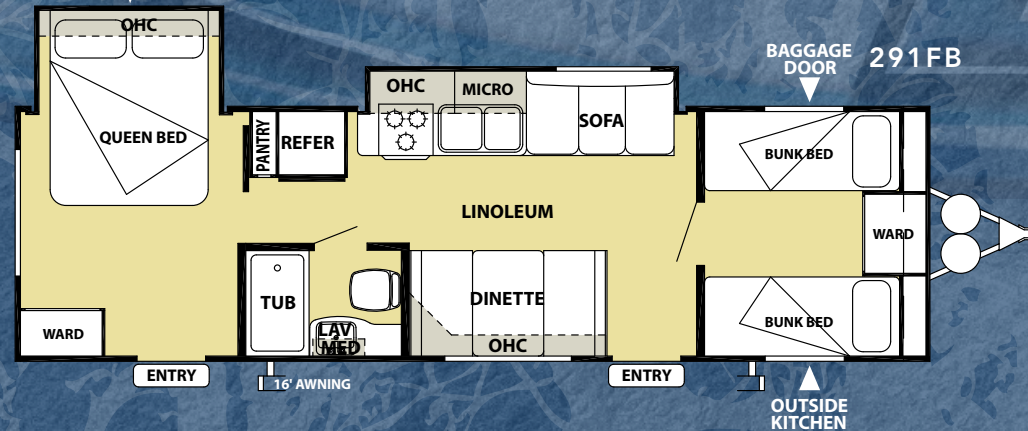 OHC
BAGGAGE
DOOR
291FB
OHC
MICRO
SOFA
QUEEN BED
PANTRY
REFER
BUNK BED
LINOLEUM
WARD
TUB
DINETTE
LAV
MED
BUNK BED
WARD
OHC
ENTRY
16' AWNING
ENTRY
OUTSIDE
KITCHEN